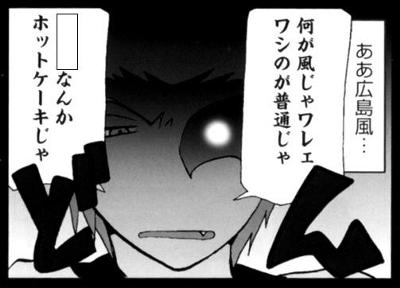 ああ広島風…
何が風じゃワレェ
ワシのが普通じゃ
なんか
ホットケーキじゃ
どん